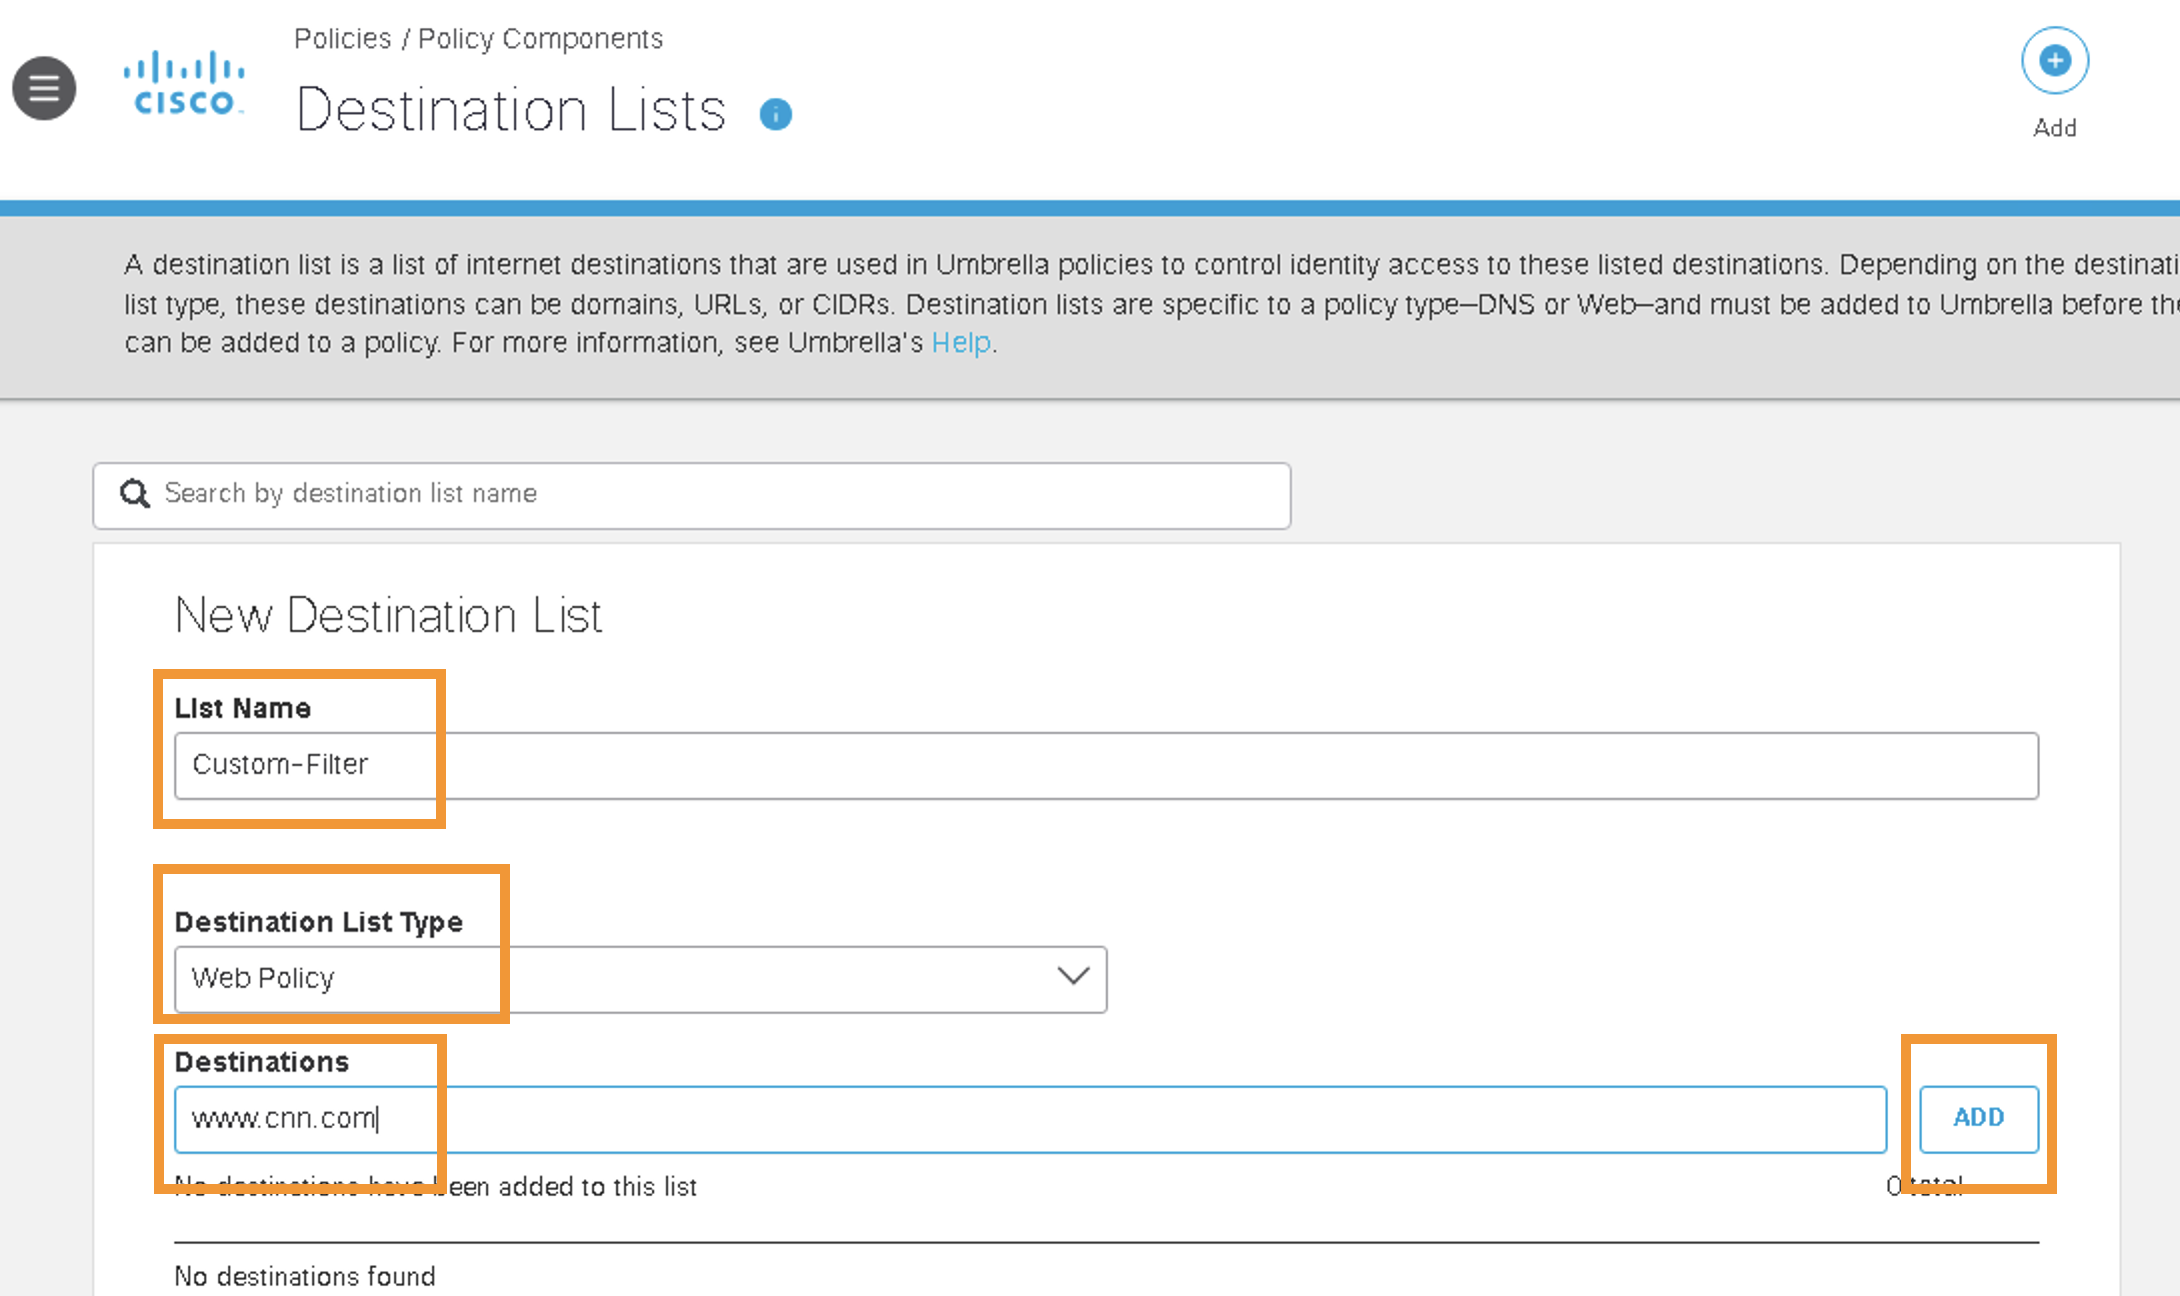 Policies / Policy Components
Destination Lists
CISCO
Add
A destination list is a list of internet destinations that are used in Umbrella policies to control identity access to these listed destinations. Depending on the destinati
list type, these destinations can be domains, URLs, or CIDRs. Destination lists are specific to a policy type—DNS or Web—and must be added to Umbrella before the
can be added to a policy. For more information, see Umbrella's Help.
Search by destination list name
New Destination List
List Name
Custom-Filter
Destination List Type
Web Policy
Destinations
www.cnn.com
ADD
No destinations have been added to this list
0 total
No destinations found